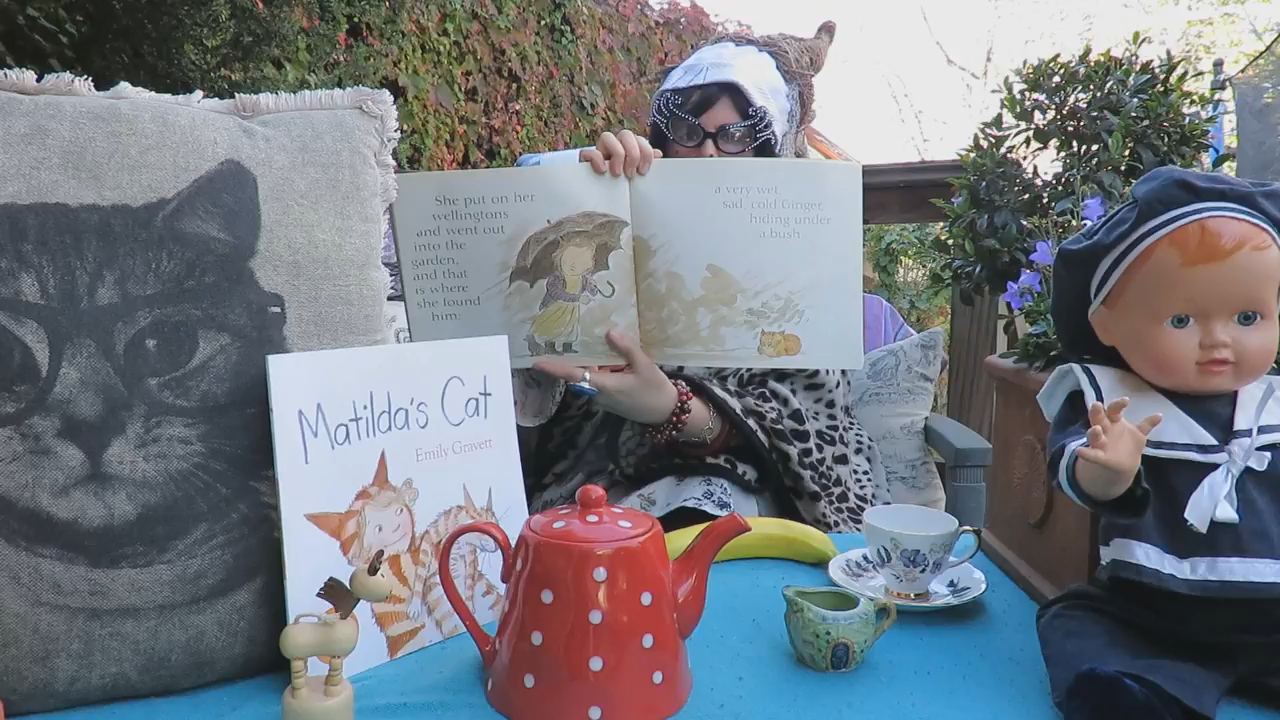 She put on her
wellingtons
and went out
into the
garden,
and that
is where
she found
him:
a very wet,
sad, cold Ginger,
hiding under
a bush.
Matilda's Cat
Emily Gravett